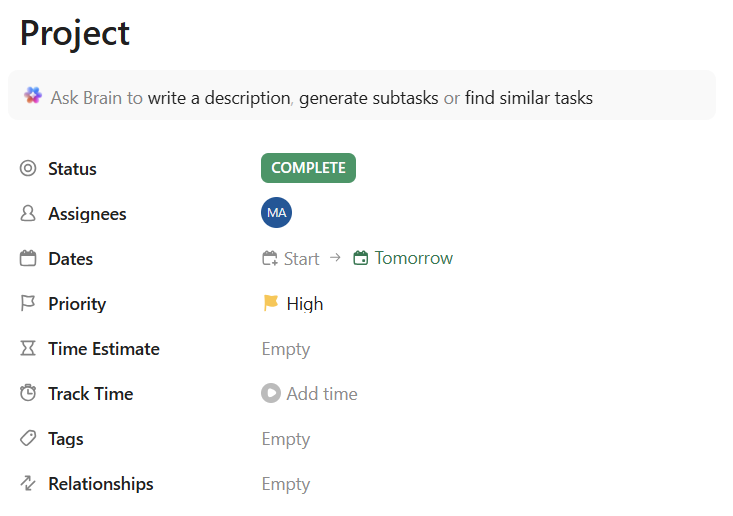 Project
Ask Brain to write a description, generate subtasks or find similar tasks
Status COMPLETE
Assignees MA
Dates Start → Tomorrow
Priority High
Time Estimate Empty
Track Time Add time
Tags Empty
Relationships Empty